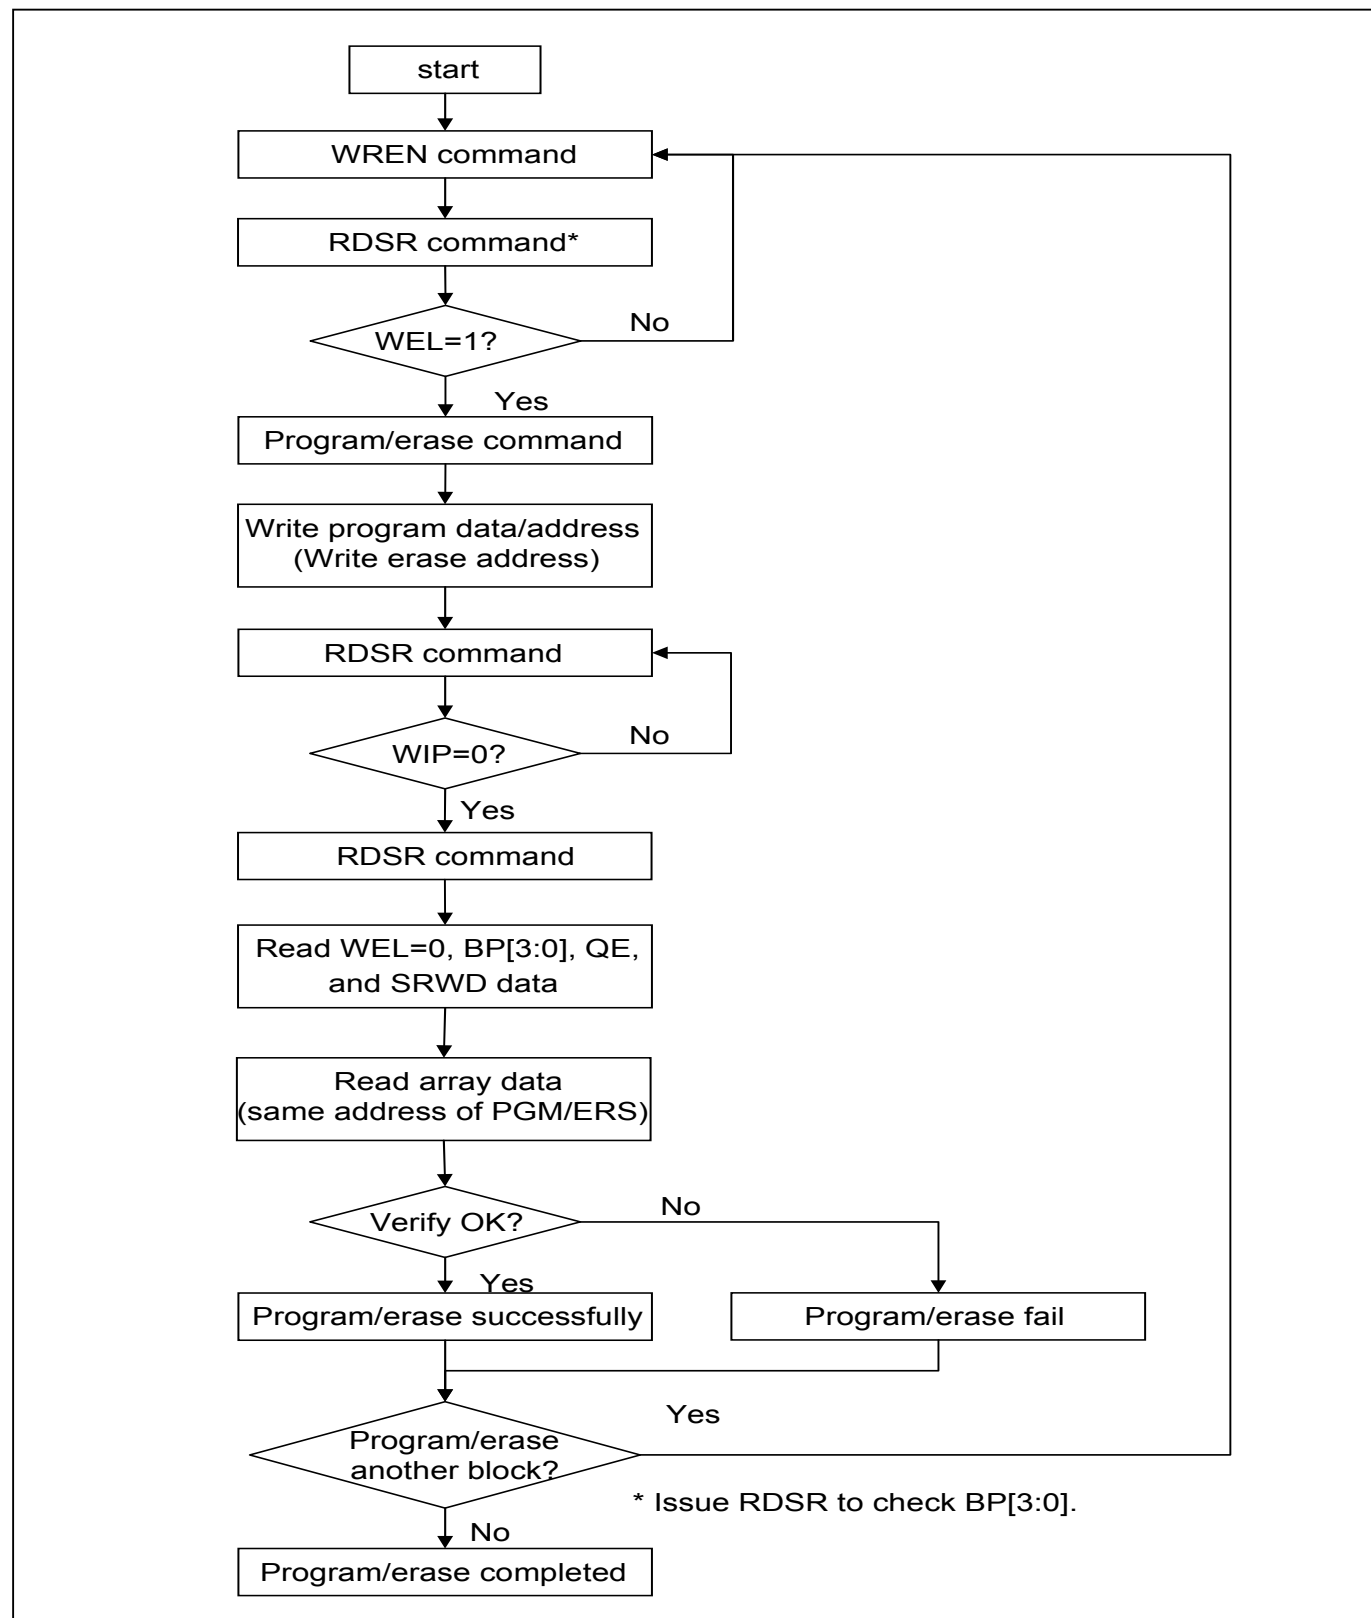 start
WREN command
RDSR command*
WEL=1?
No
Yes
Program/erase command
Write program data/address
(Write erase address)
RDSR command
WIP=0?
No
Yes
RDSR command
Read WEL=0, BP[3:0], QE,
and SRWD data
Read array data
(same address of PGM/ERS)
Verify OK?
No
Yes
Program/erase successfully
Program/erase fail
Program/erase
another block?
Yes
* Issue RDSR to check BP[3:0].
No
Program/erase completed